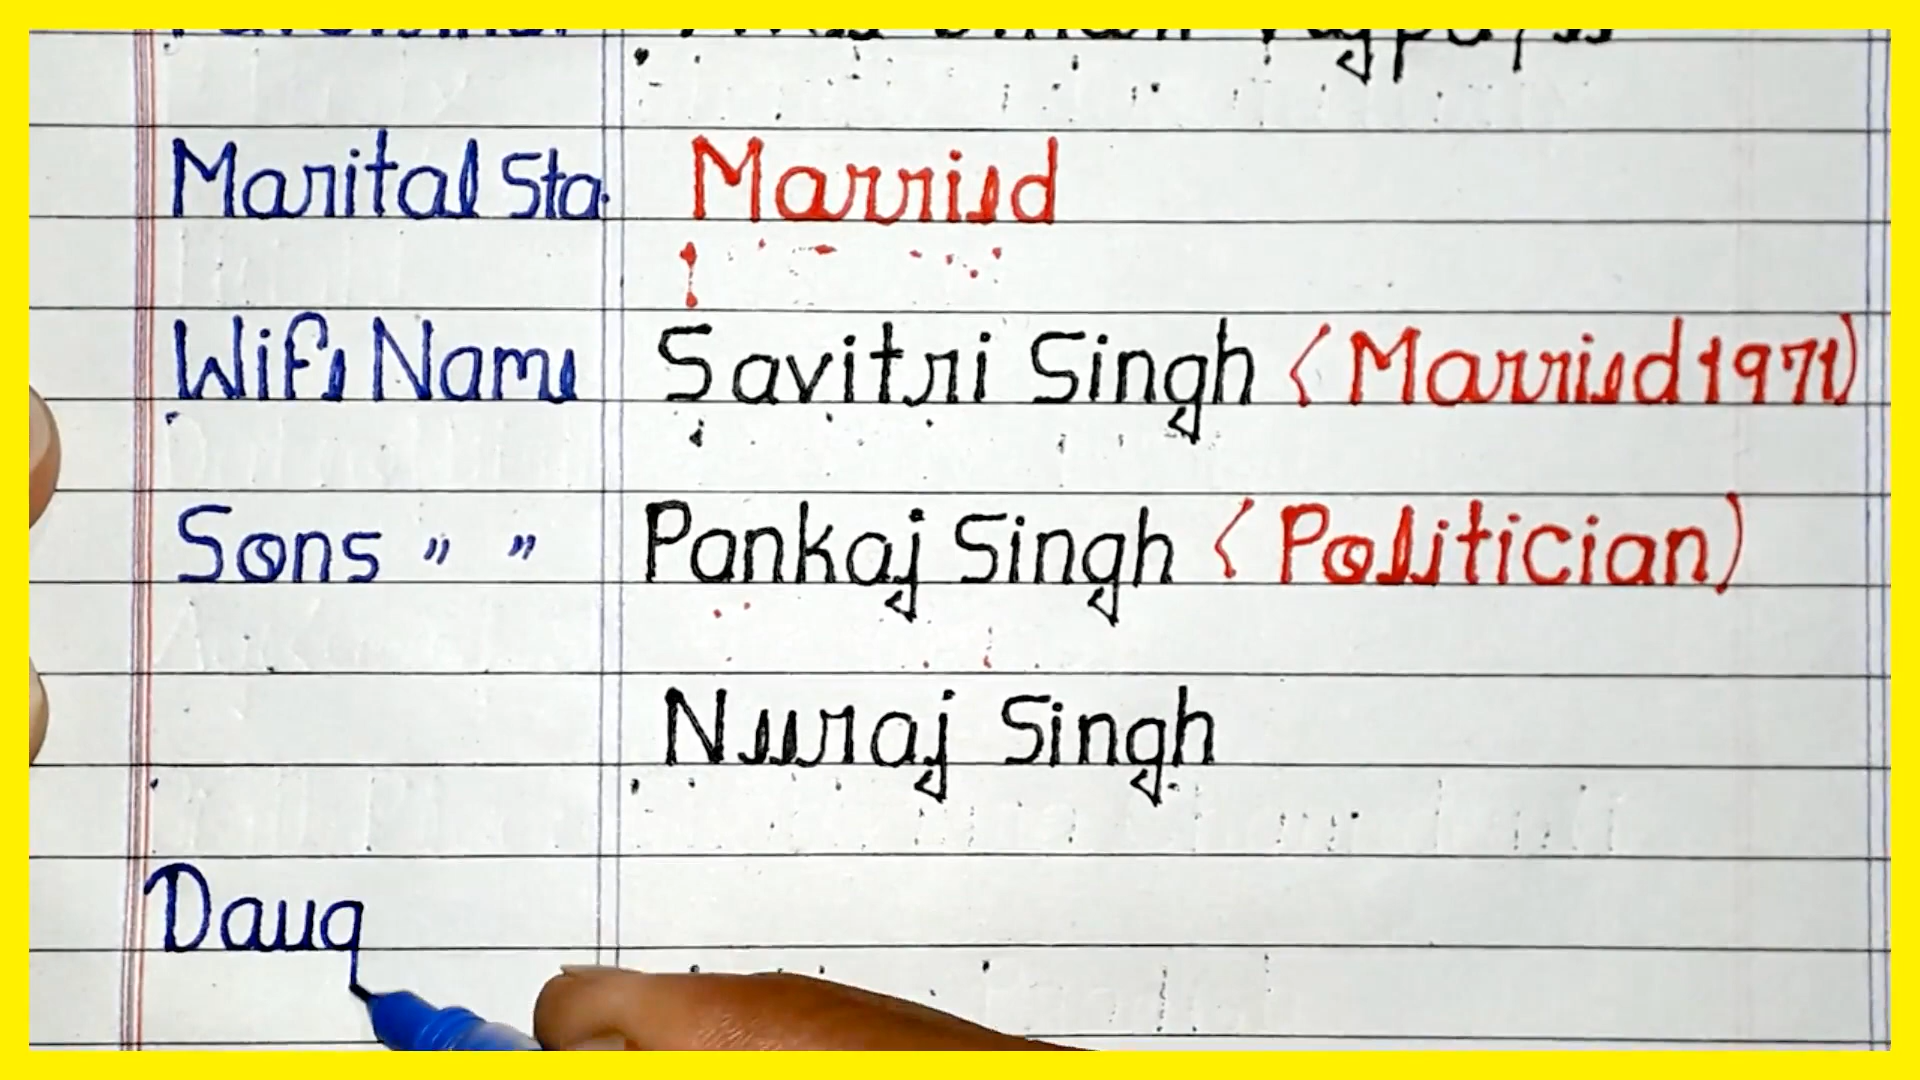 Marital Sta. Married
Wife Name Savitri Singh (Married 1971)
Sons " " Pankaj Singh (Politician)
Neeraj Singh
Daug